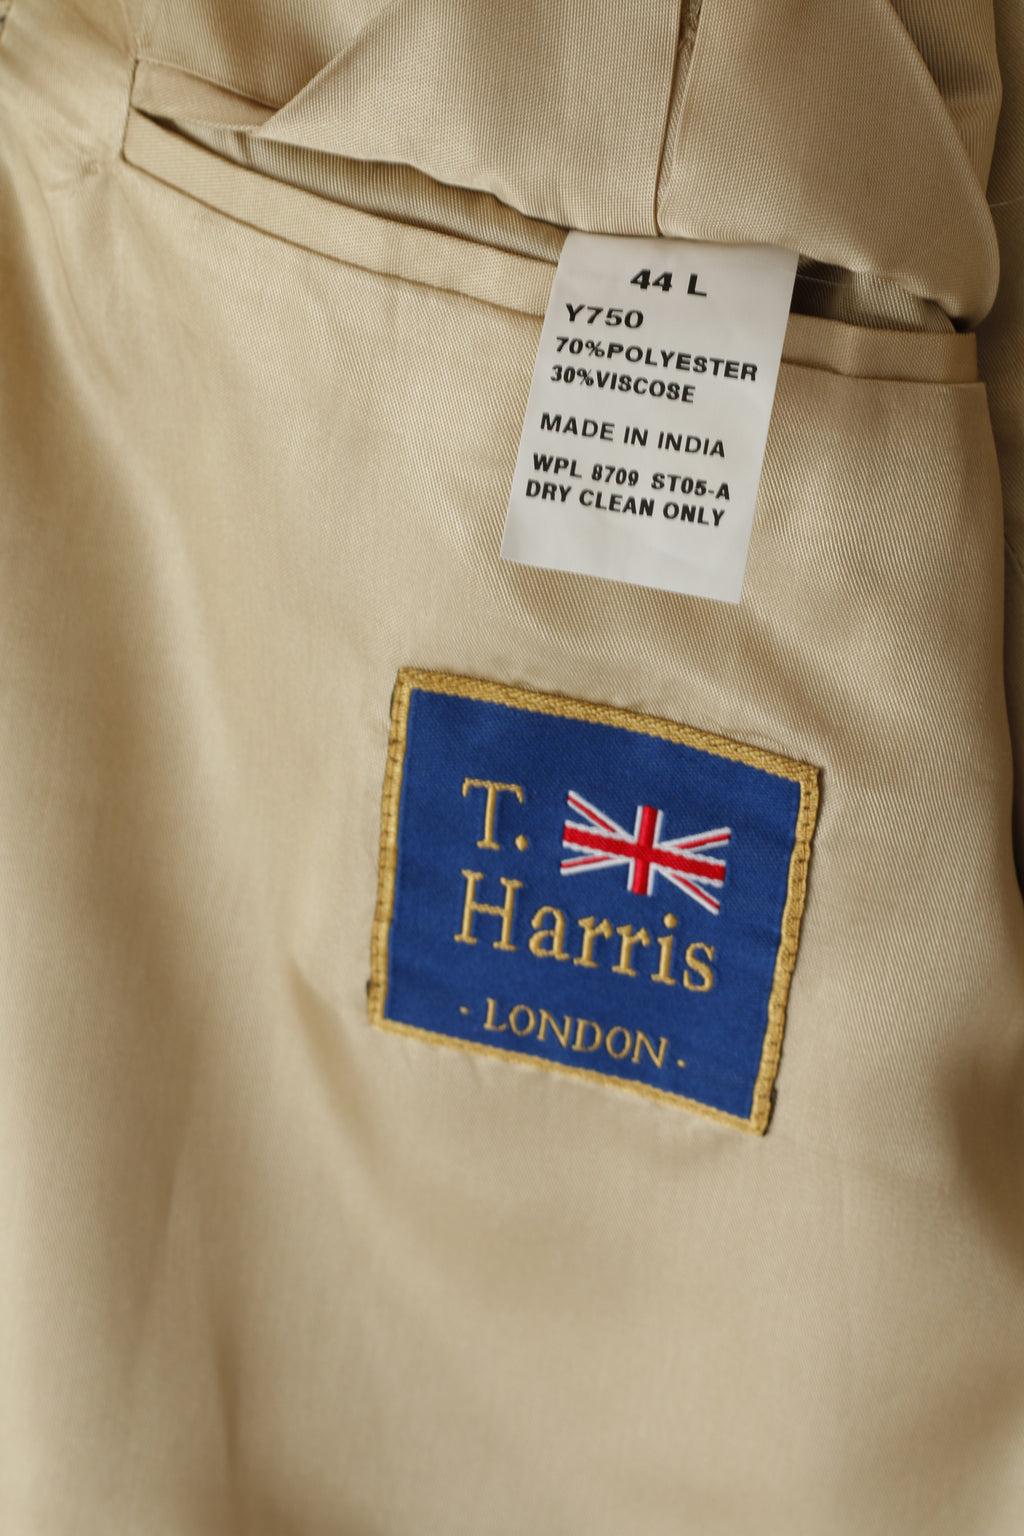 44 L
Y750
70%POLYESTER
30%VISCOSE
MADE IN INDIA
WPL 8709 ST05-A
DRY CLEAN ONLY
T.
Harris
· LONDON ·